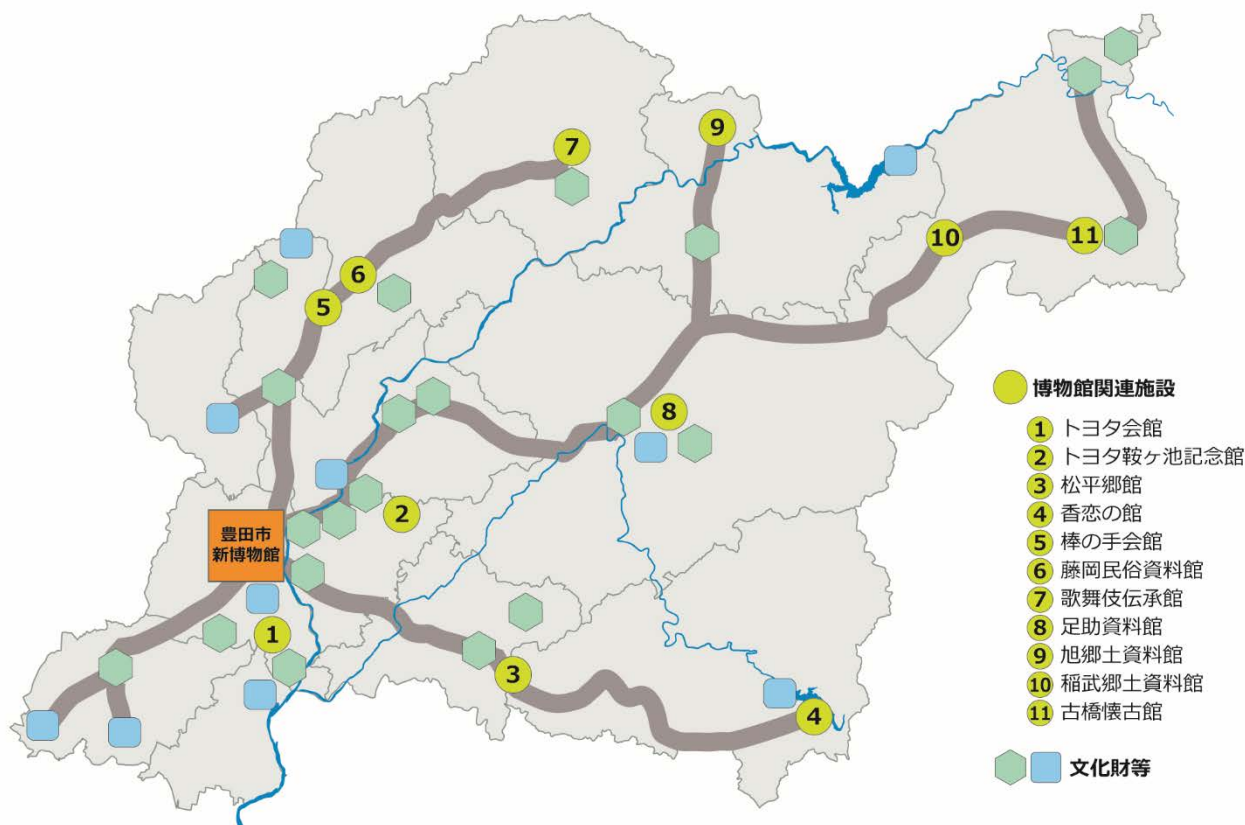 7
9
10
11
6
5
8
2
豊田市
新博物館
1
3
4
博物館関連施設
1 トヨタ会館
2 トヨタ鞍ヶ池記念館
3 松平郷館
4 香恋の館
5 棒の手会館
6 藤岡民俗資料館
7 歌舞伎伝承館
8 足助資料館
9 旭郷土資料館
10 稲武郷土資料館
11 古橋懐古館
文化財等